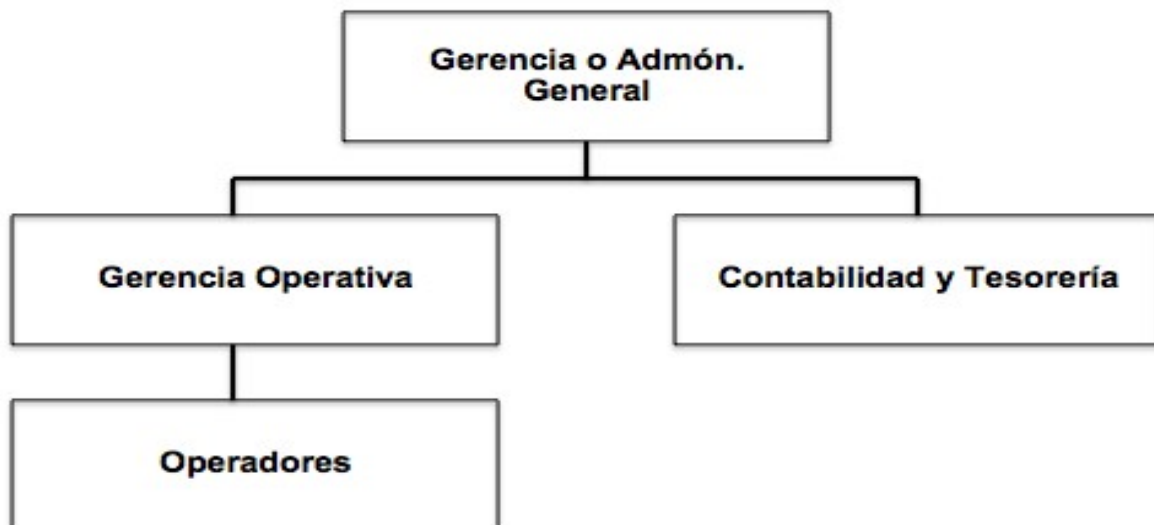 Gerencia o Admón.
General
Gerencia Operativa
Contabilidad y Tesorería
Operadores